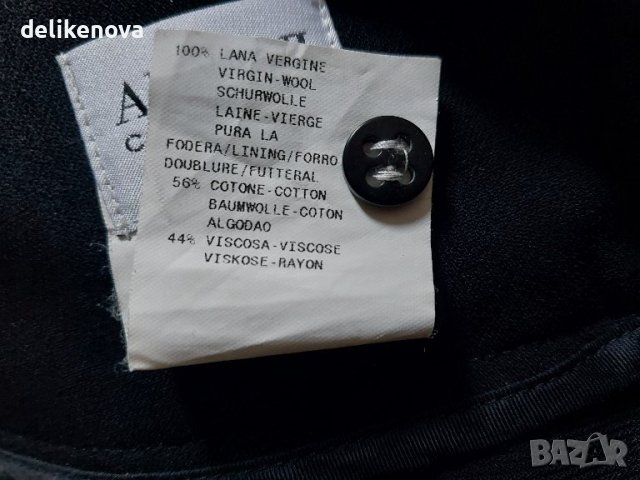 delikenova
100% LANA VERGINE
VIRGIN-WOOL
SCHURWOLLE
LAINE-VIERGE
PURA LA
FODERA/LINING/FORRO
DOUBLURE/FUTTERAL
56% COTONE-COTTON
BAUMWOLLE-COTON
ALGODAO
44% VISCOSA-VISCOSE
VISKOSE-RAYON
BAZAR